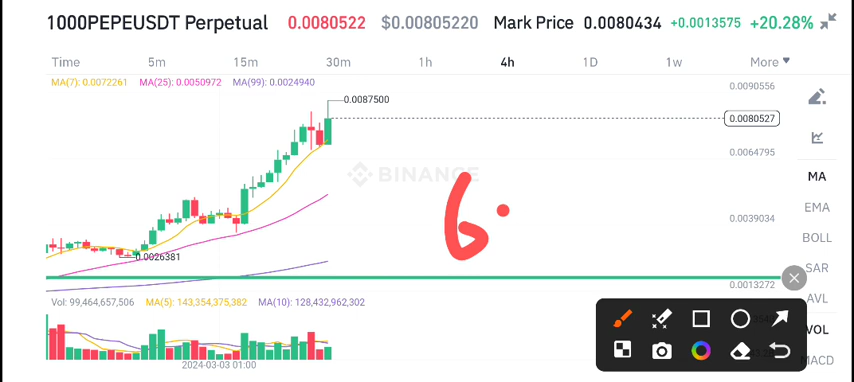 1000PEPEUSDT Perpetual 0.0080522 $0.00805220 Mark Price 0.0080434 +0.0013575 +20.28%
Time 5m 15m 30m 1h 4h 1D 1w More
MA(7): 0.0072261 MA(25): 0.0050972 MA(99): 0.0024940
0.0090556
0.0087500
0.0080527
0.0064795
BINANCE
MA
6.
EMA
0.0039034
BOLL
0.0026381
SAR
0.0013272
AVL
Vol: 99,464,657,506 MA(5): 143,354,375,382 MA(10): 128,432,962,302
VOL
MACD
2024-03-03 01:00